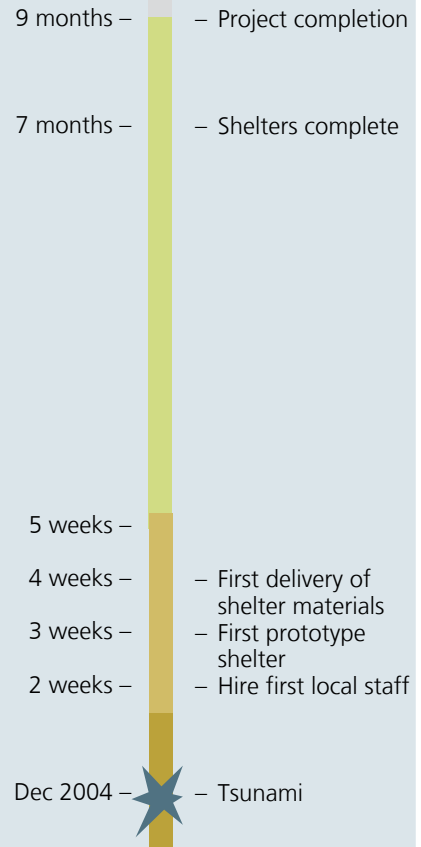 9 months – – Project completion
7 months – – Shelters complete
5 weeks –
4 weeks – – First delivery of
shelter materials
3 weeks – – First prototype
shelter
2 weeks – – Hire first local staff
Dec 2004 – – Tsunami